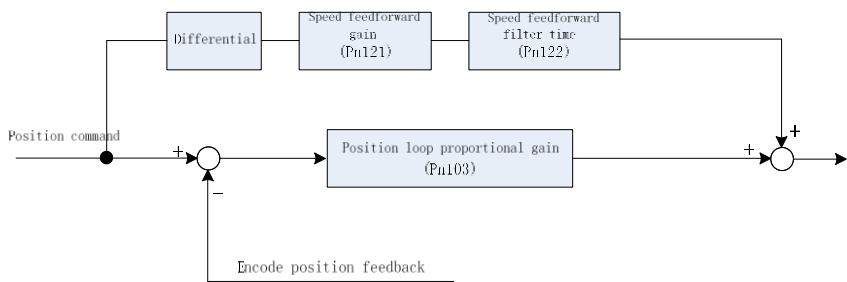 Differential
Speed feedforward
gain
(Pn121)
Speed feedforward
filter time
(Pn122)
Position command
+
−
Position loop proportional gain
(Pn103)
+
+
Encode position feedback